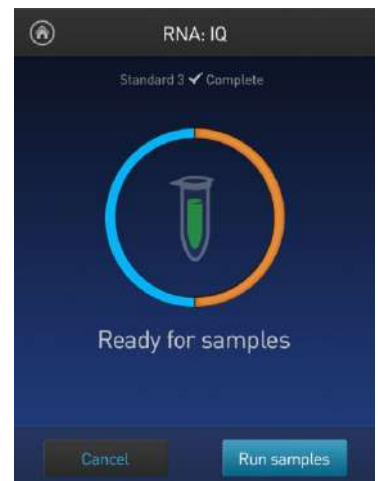 RNA: IQ
Standard 3 ✔ Complete
Ready for samples
Cancel
Run samples